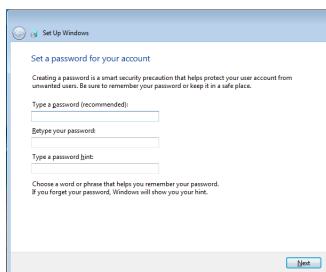 Set Up Windows
Set a password for your account
Creating a password is a smart security precaution that helps protect your user account from
unwanted users. Be sure to remember your password or keep it in a safe place.
Type a password (recommended):
Retype your password:
Type a password hint:
Choose a word or phrase that helps you remember your password.
If you forget your password, Windows will show you your hint.
Next